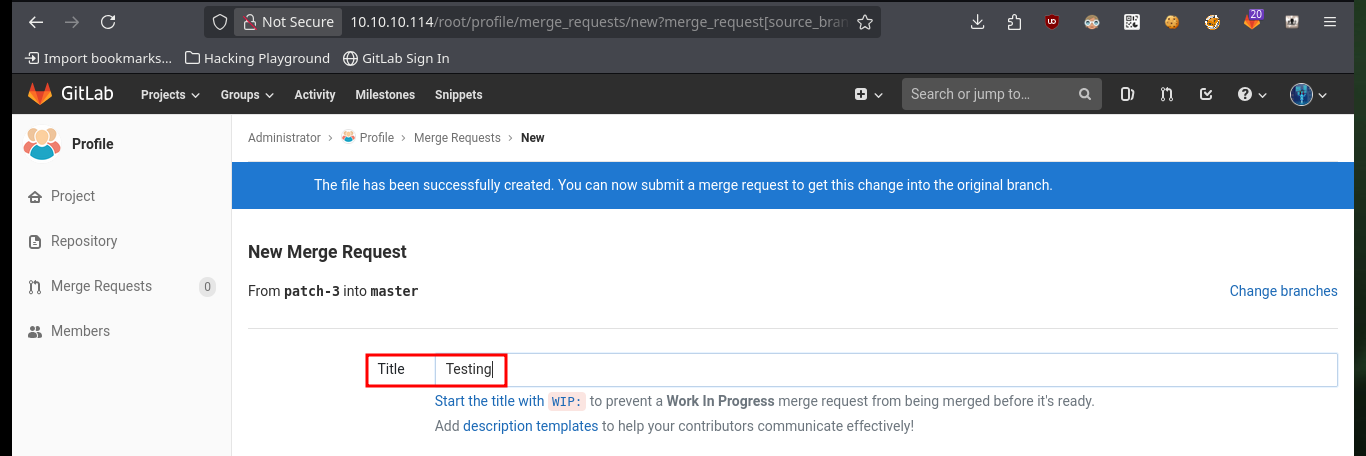 Not Secure 10.10.10.114/root/profile/merge_requests/new?merge_request[source_bran
20
Import bookmarks... Hacking Playground GitLab Sign In
GitLab Projects Groups Activity Milestones Snippets Search or jump to...
Profile
Administrator > Profile > Merge Requests > New
The file has been successfully created. You can now submit a merge request to get this change into the original branch.
Project
Repository
Merge Requests 0
Members
New Merge Request
From patch-3 into master Change branches
Title Testing
Start the title with WIP: to prevent a Work In Progress merge request from being merged before it's ready.
Add description templates to help your contributors communicate effectively!